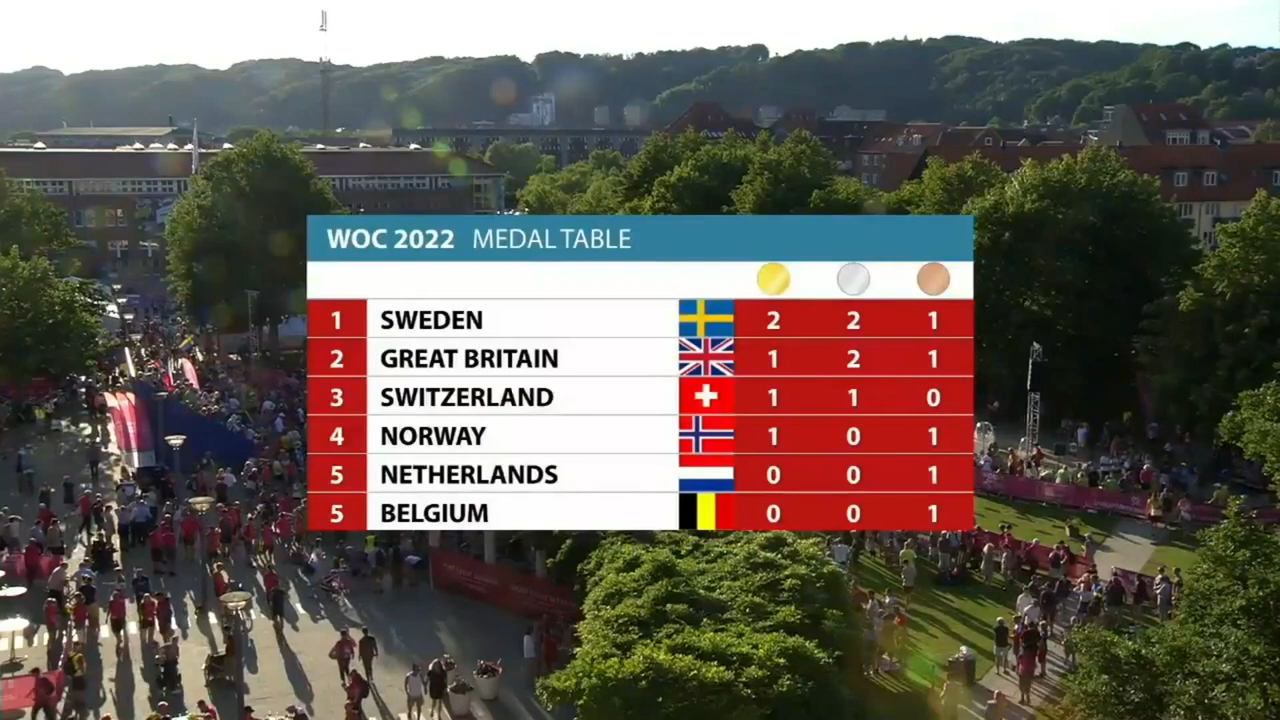 WOC 2022 MEDAL TABLE
1 SWEDEN 2 2 1
2 GREAT BRITAIN 1 2 1
3 SWITZERLAND 1 1 0
4 NORWAY 1 0 1
5 NETHERLANDS 0 0 1
5 BELGIUM 0 0 1